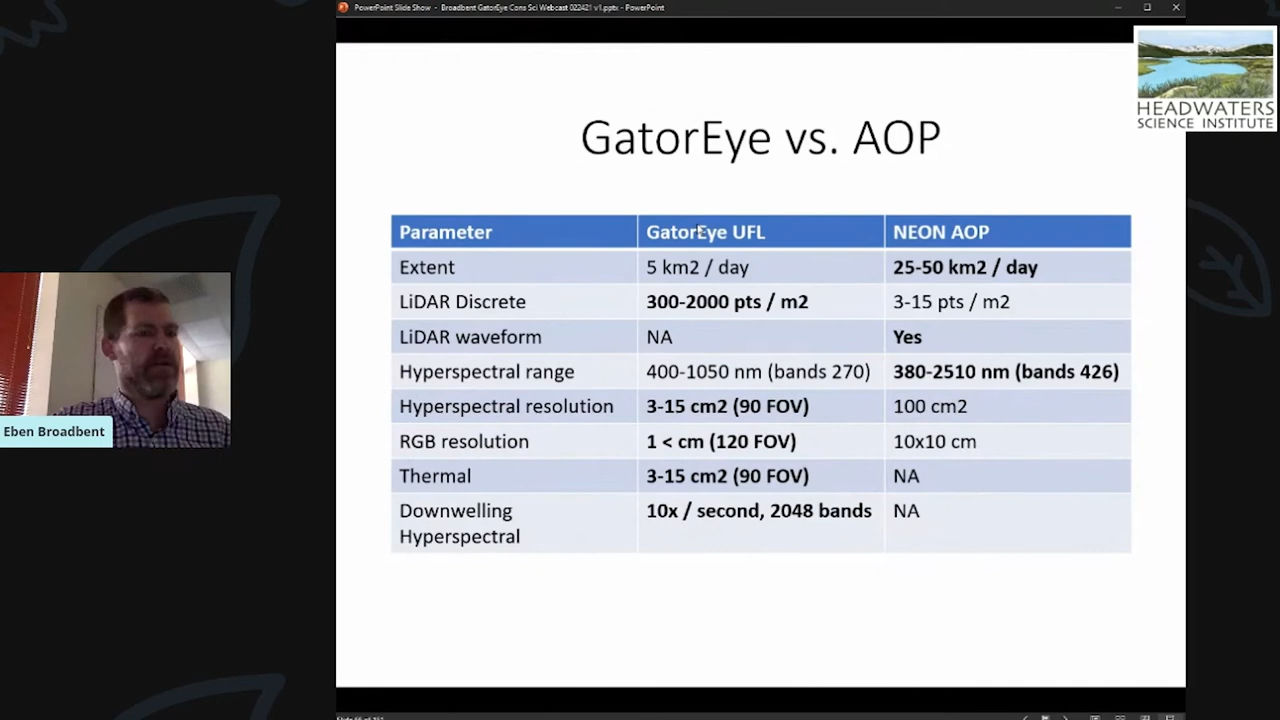 PowerPoint Slide Show - Broadbent GatorEye Cons Sci Webcast 022421 v1.pptx - PowerPoint
HEADWATERS
SCIENCE INSTITUTE
GatorEye vs. AOP
Parameter GatorEye UFL NEON AOP
Extent 5 km2 / day 25-50 km2 / day
LiDAR Discrete 300-2000 pts / m2 3-15 pts / m2
LiDAR waveform NA Yes
Hyperspectral range 400-1050 nm (bands 270) 380-2510 nm (bands 426)
Hyperspectral resolution 3-15 cm2 (90 FOV) 100 cm2
RGB resolution 1 < cm (120 FOV) 10x10 cm
Thermal 3-15 cm2 (90 FOV) NA
Downwelling 10x / second, 2048 bands NA
Hyperspectral
Eben Broadbent